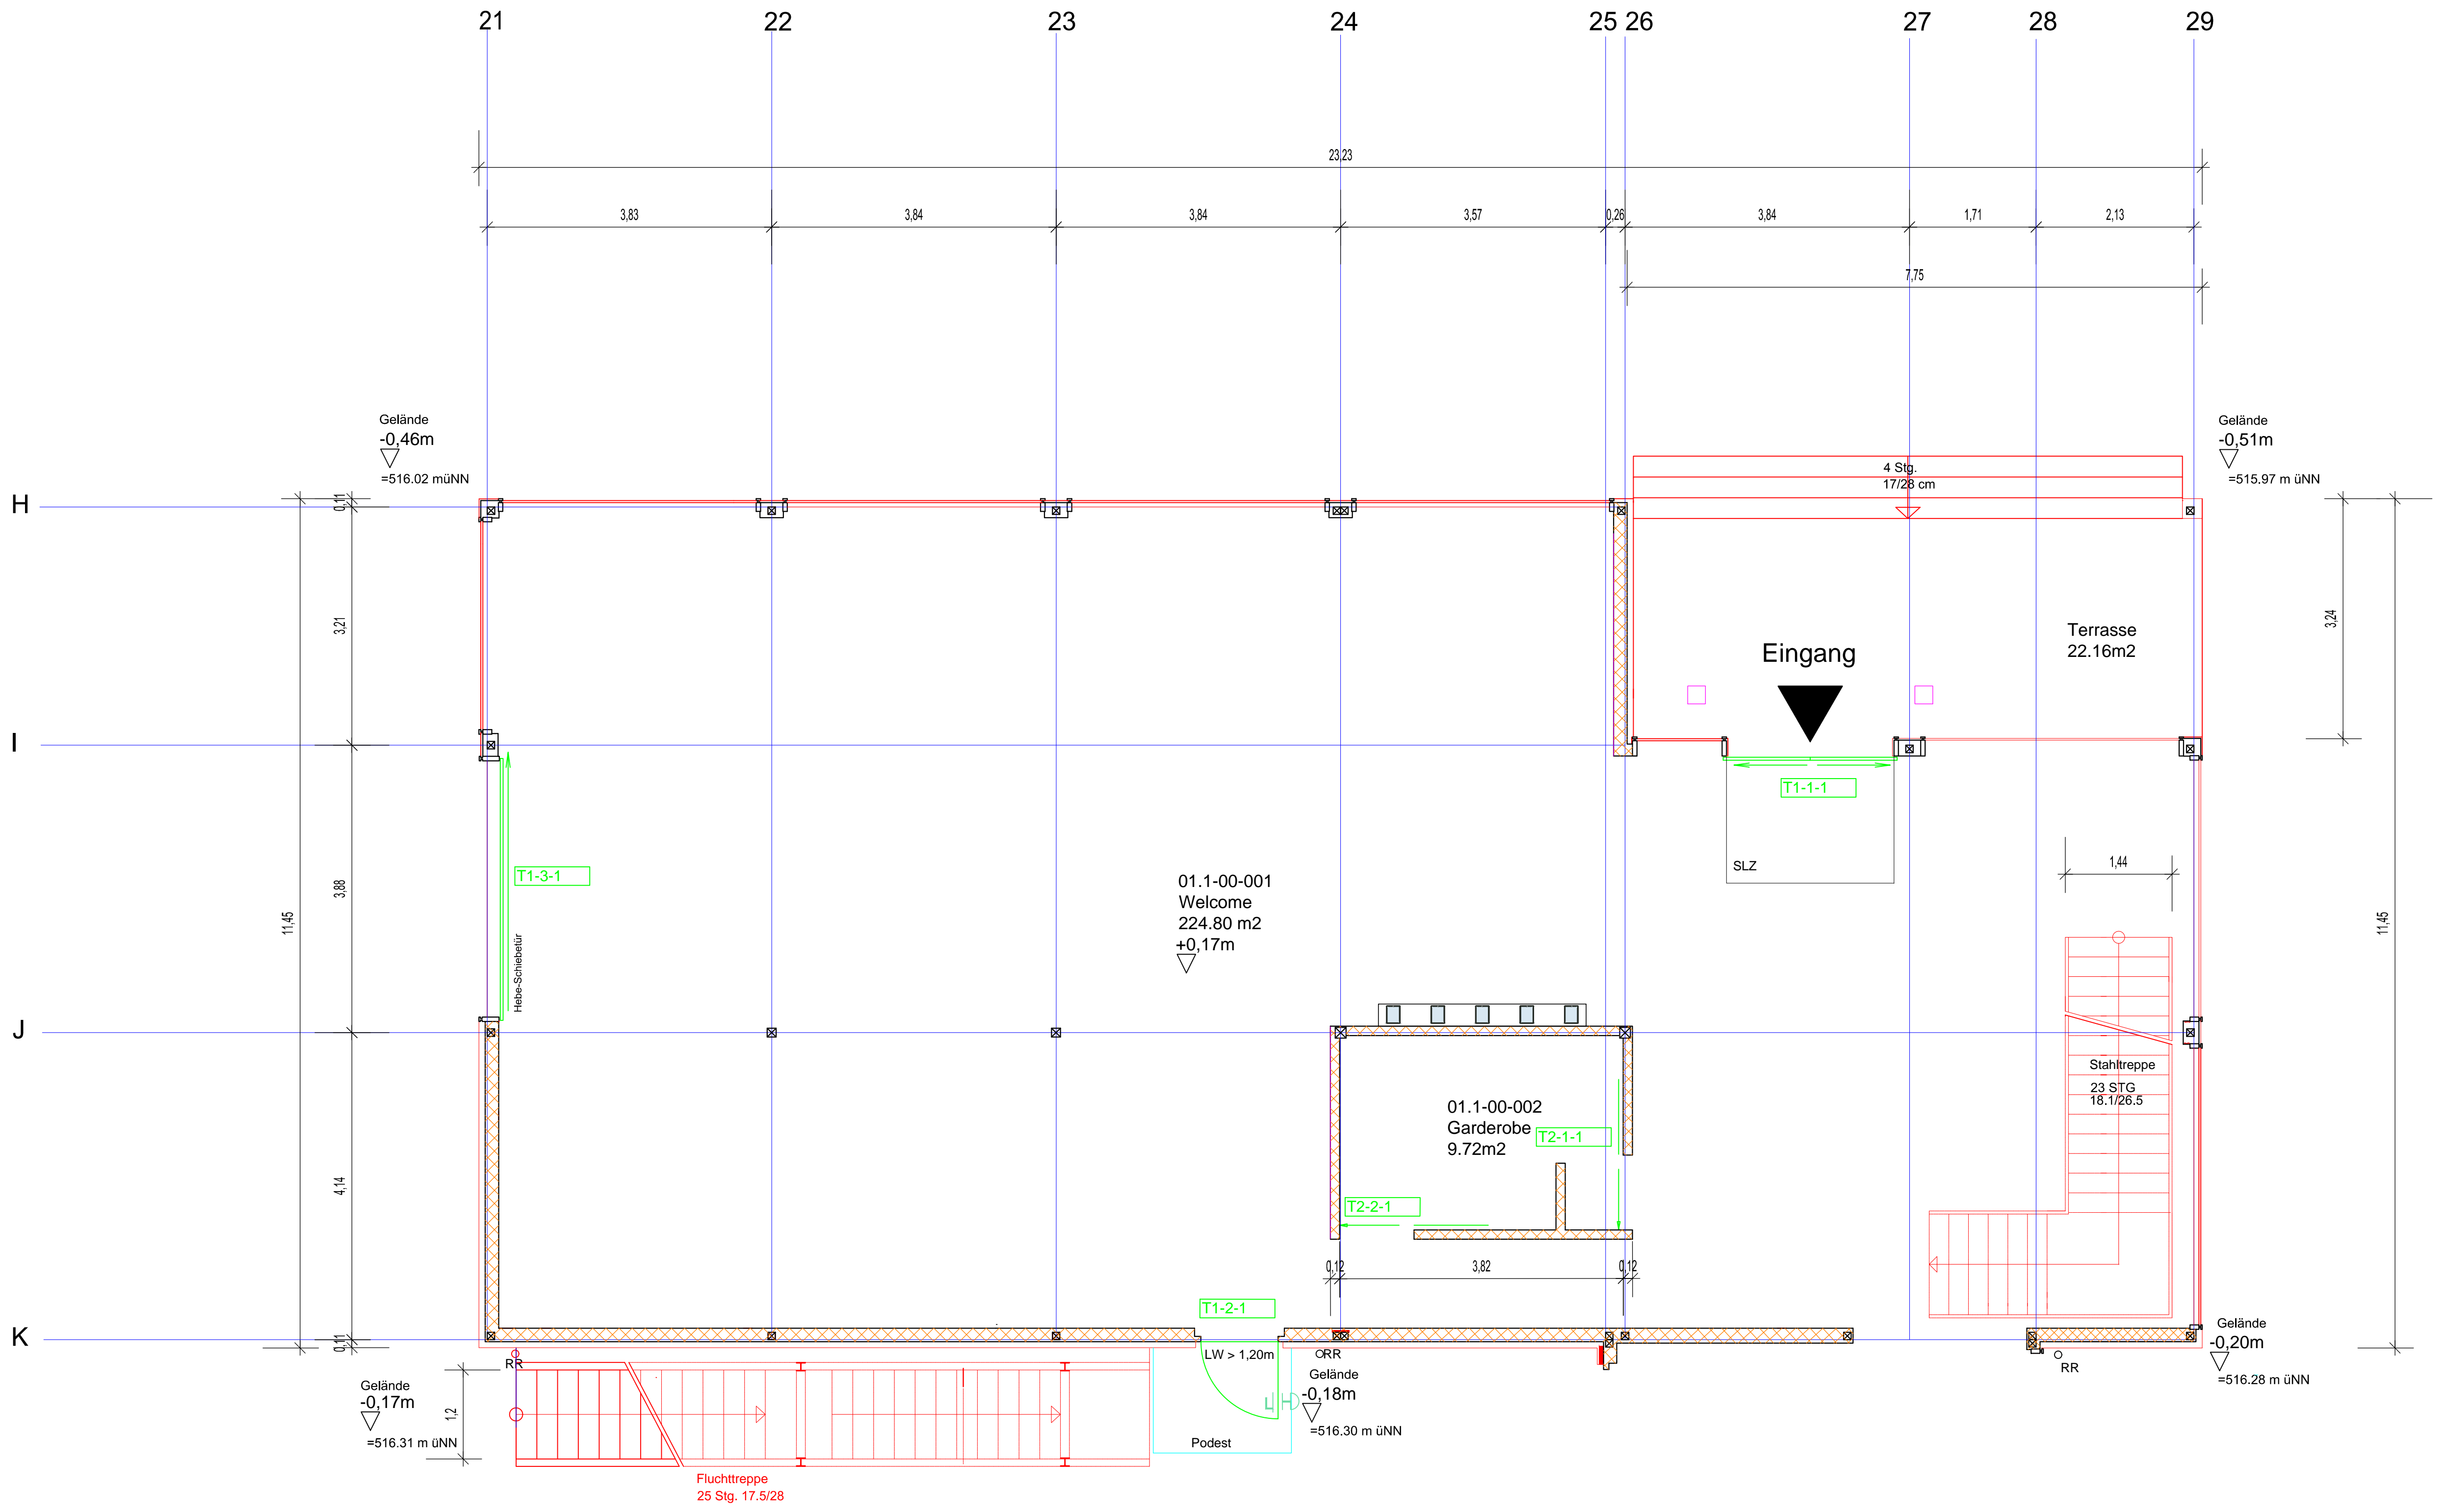 21 22 23 24 25 26 27 28 29
23,23
3,83 3,84 3,84 3,57 0,26 3,84 1,71 2,13
7,75
Gelände
-0,46m
=516.02 müNN
Gelände
-0,51m
=515.97 m üNN
4 Stg.
17/28 cm
H
0,11
3,21
3,24
Terrasse
22.16m2
Eingang
I
T1-1-1
SLZ
1,44
T1-3-1
Hebe-Schiebetür
3,88
11,45
11,45
01.1-00-001
Welcome
224.80 m2
+0,17m
J
Stahltreppe
23 STG
18.1/26.5
01.1-00-002
Garderobe
9.72m2
T2-1-1
T2-2-1
4,14
0,12 3,82 0,12
T1-2-1
K
0,11
RR
LW > 1,20m
RR
RR
Gelände
-0,20m
=516.28 m üNN
Gelände
-0,18m
=516.30 m üNN
Gelände
-0,17m
=516.31 m üNN
1,2
Podest
Fluchttreppe
25 Stg. 17.5/28